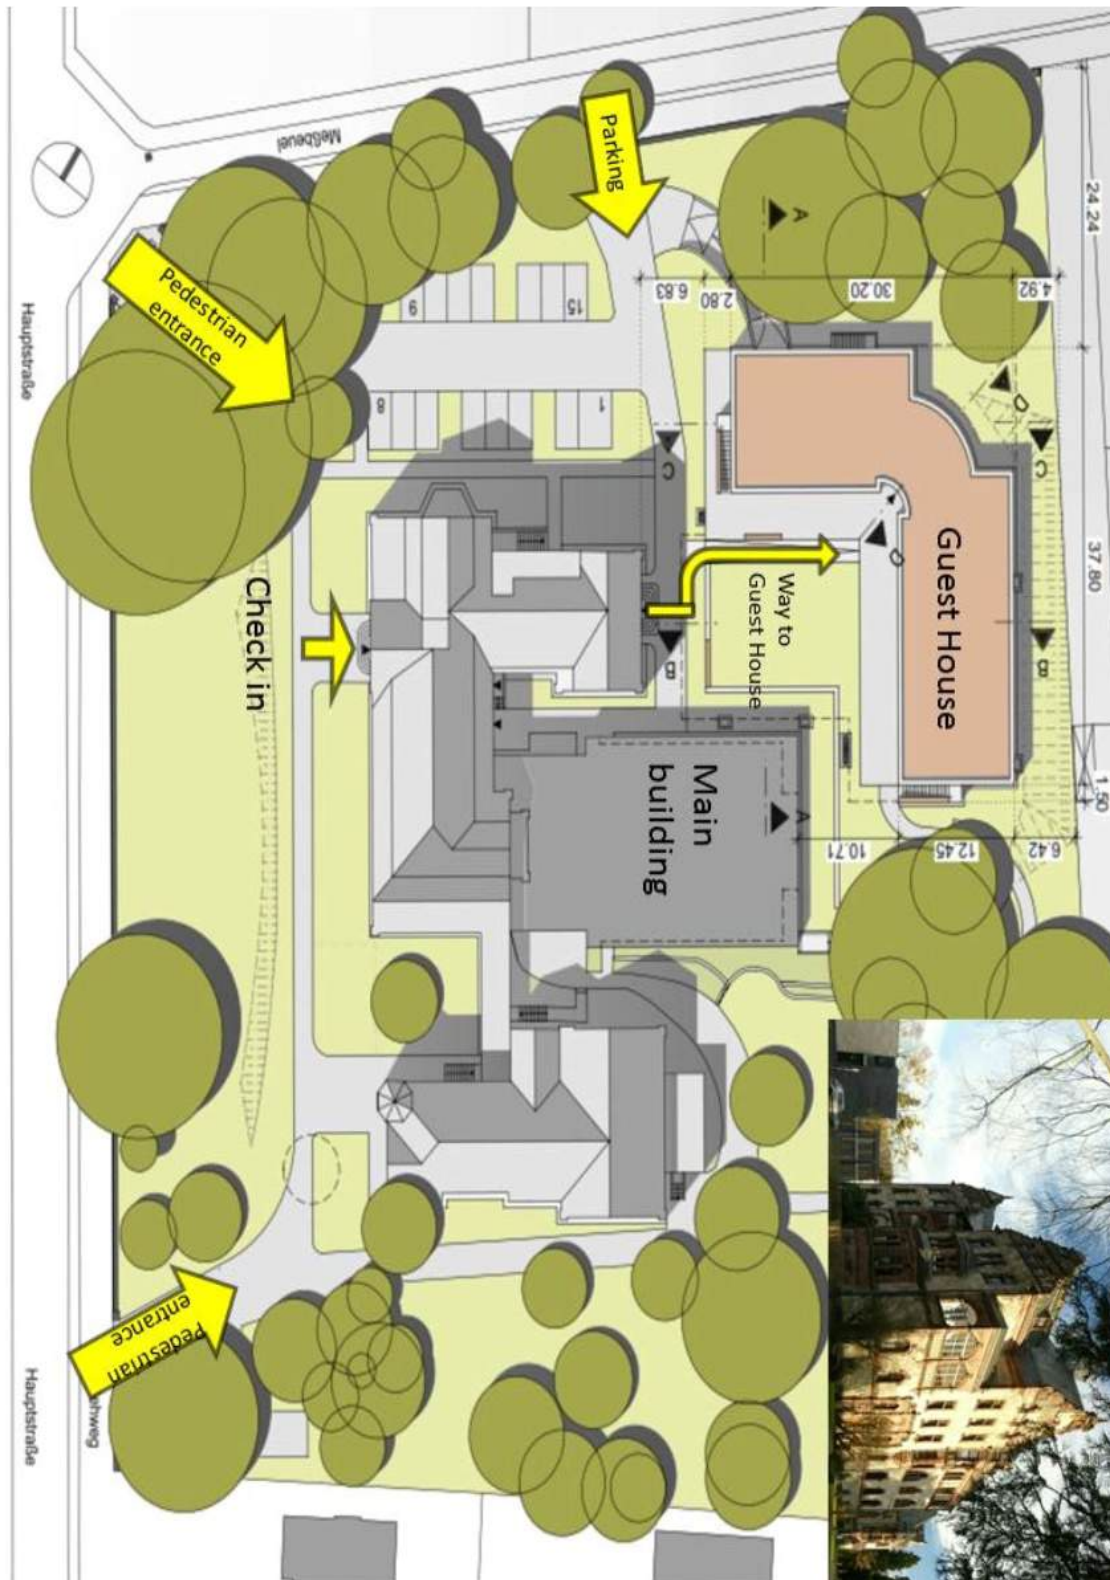 Meßbeuel
Parking
Pedestrian
entrance
Hauptstraße
9
15
8
1
6.83
2.80
30.20
4.92
24.24
37.80
1.50
A
D
C
C
D
B
B
A
Guest House
Way to
Guest House
Check in
Main
building
10.71
12.45
6.42
Pedestrian
entrance
ehweg
Hauptstraße